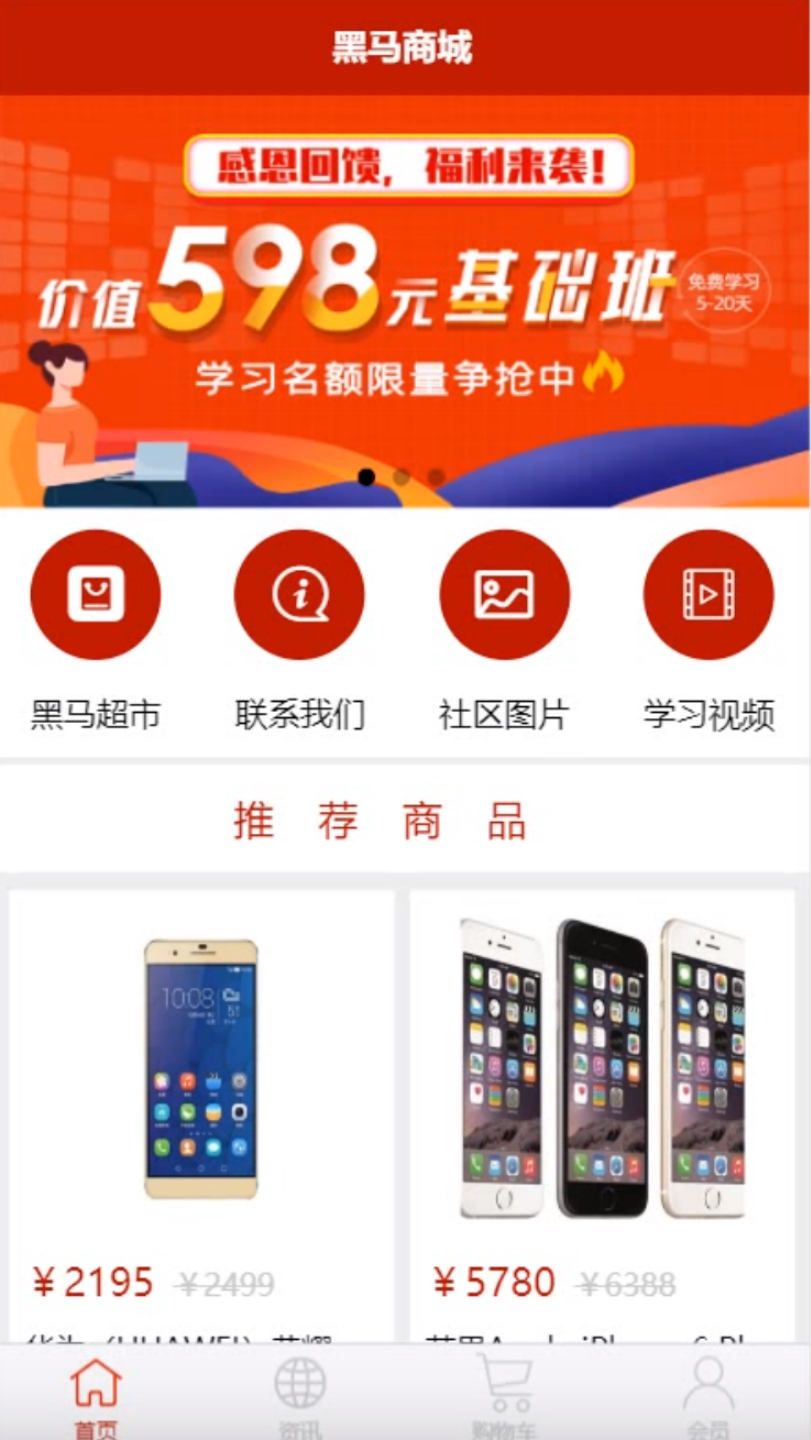 黑马商城
感恩回馈，福利来袭！
价值598元基础班
免费学习
5-20天
学习名额限量争抢中
黑马超市 联系我们 社区图片 学习视频
推荐商品
10:08
￥2195 ￥2499 ￥5780 ￥6388
首页 资讯 购物车 会员